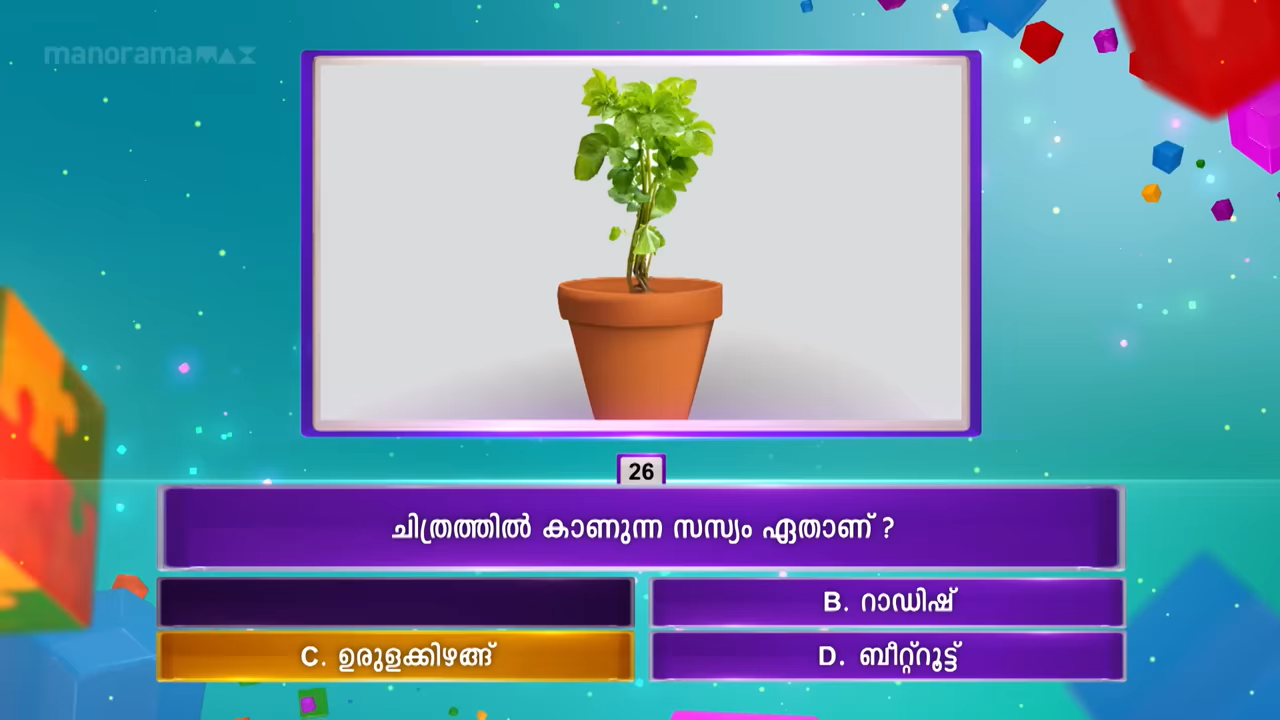 manoramaMAX
26
ചിത്രത്തിൽ കാണുന്ന സസ്യം ഏതാണ് ?
B. റാഡിഷ്
C. ഉരുളക്കിഴങ്ങ്
D. ബീറ്റ്റൂട്ട്